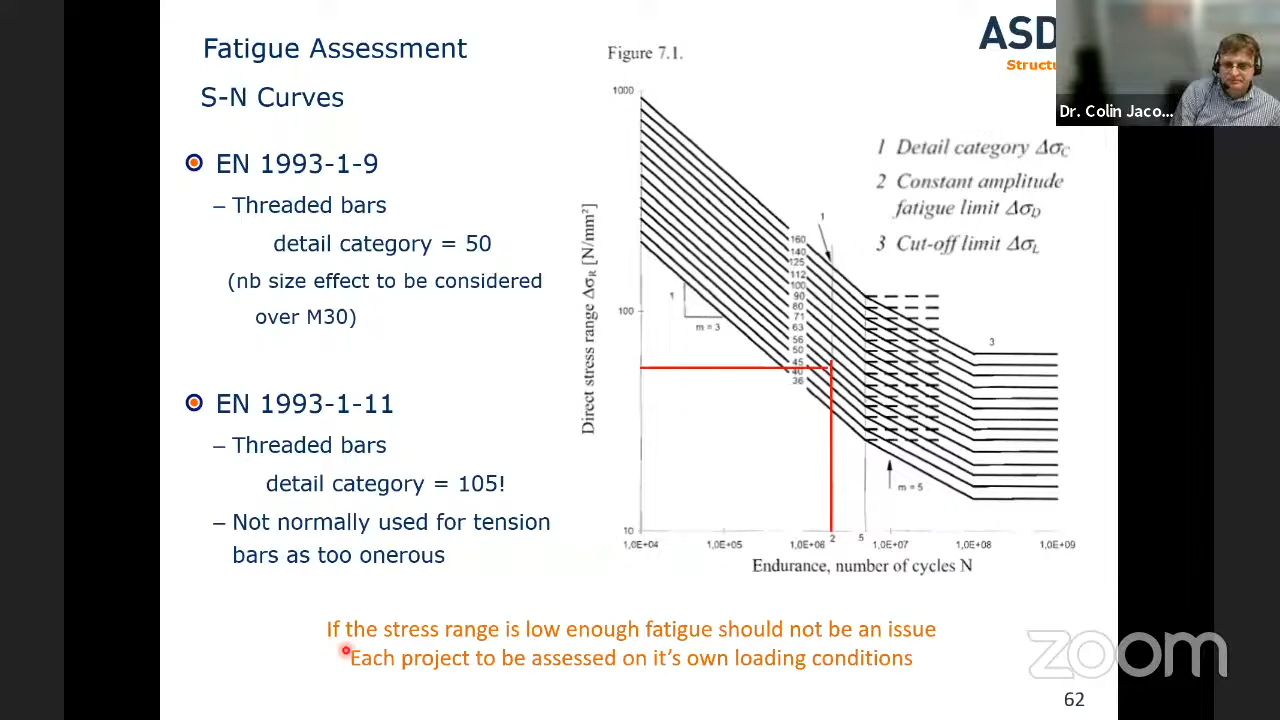 Fatigue Assessment
S-N Curves
EN 1993-1-9
– Threaded bars
detail category = 50
(nb size effect to be considered
over M30)
EN 1993-1-11
– Threaded bars
detail category = 105!
– Not normally used for tension
bars as too onerous
Figure 7.1.
1000
100
10
Direct stress range ΔσR [N/mm²]
1
m = 3
160
140
125
112
100
90
80
71
63
56
50
45
40
36
1
3
m = 5
1 Detail category ΔσC
2 Constant amplitude
fatigue limit ΔσD
3 Cut-off limit ΔσL
1,0E+04 1,0E+05 1,0E+06 2 5 1,0E+07 1,0E+08 1,0E+09
Endurance, number of cycles N
If the stress range is low enough fatigue should not be an issue
Each project to be assessed on it's own loading conditions
ASD
Structu
Dr. Colin Jaco...
zoom
62